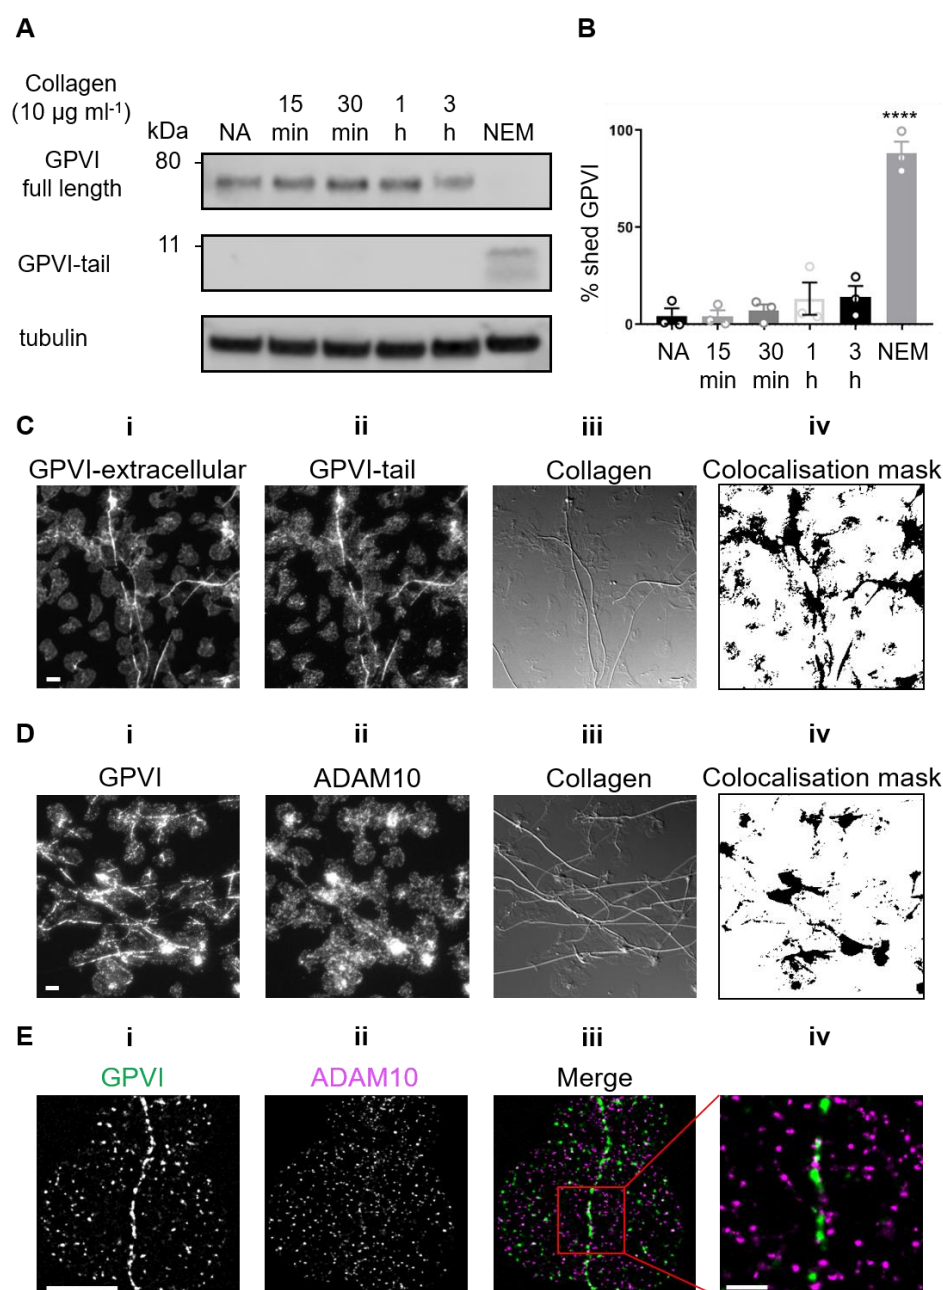 A
Collagen
(10 µg ml-1)
kDa
NA
15
min
30
min
1
h
3
h
NEM
GPVI
full length
80
GPVI-tail
11
tubulin
B
% shed GPVI
100
50
0
****
NA
15
min
30
min
1
h
3
h
NEM
C
i
ii
iii
iv
GPVI-extracellular
GPVI-tail
Collagen
Colocalisation mask
D
i
ii
iii
iv
GPVI
ADAM10
Collagen
Colocalisation mask
E
i
ii
iii
iv
GPVI
ADAM10
Merge